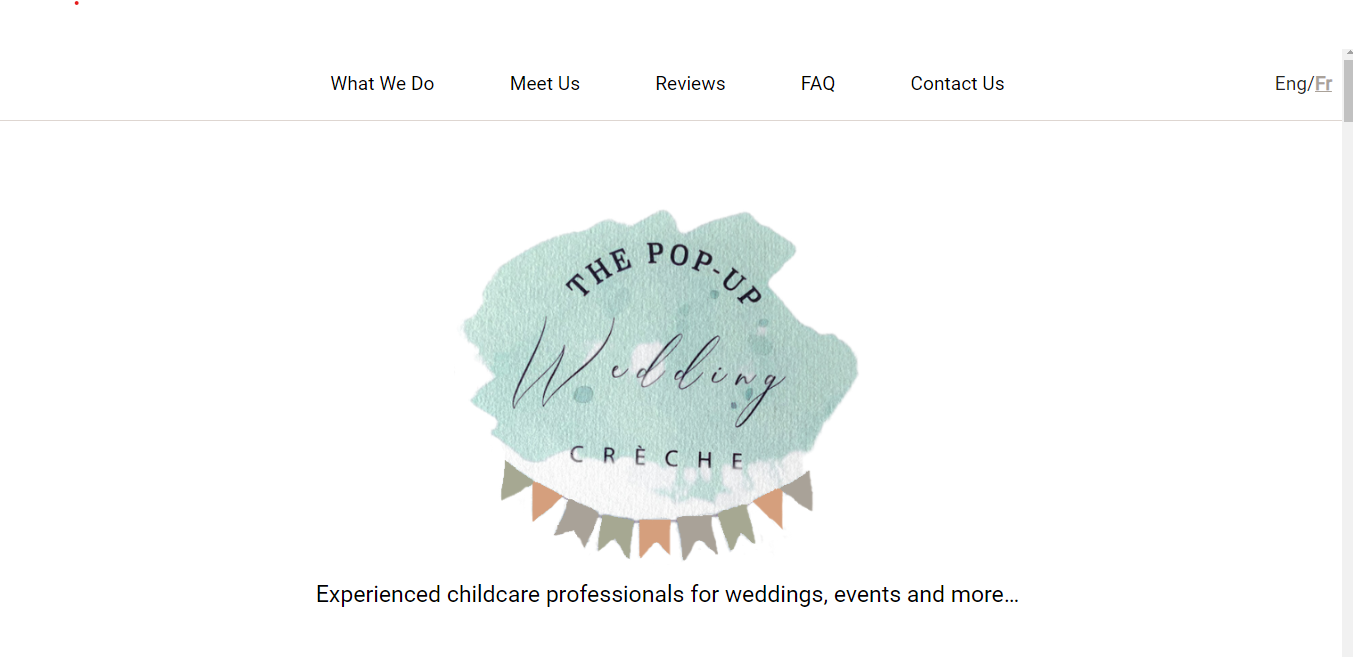 What We Do Meet Us Reviews FAQ Contact Us Eng/Fr
THE POP-UP
Wedding
CRÈCHE
Experienced childcare professionals for weddings, events and more...